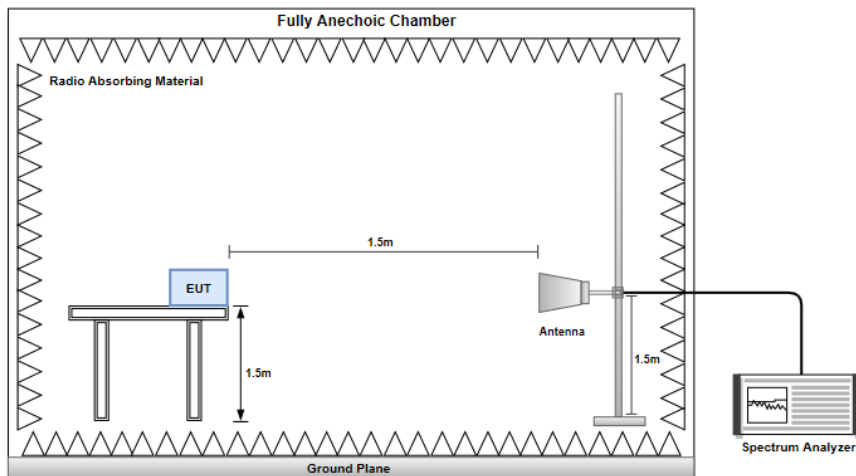 Fully Anechoic Chamber
Radio Absorbing Material
1.5m
EUT
Antenna
1.5m
1.5m
Spectrum Analyzer
Ground Plane